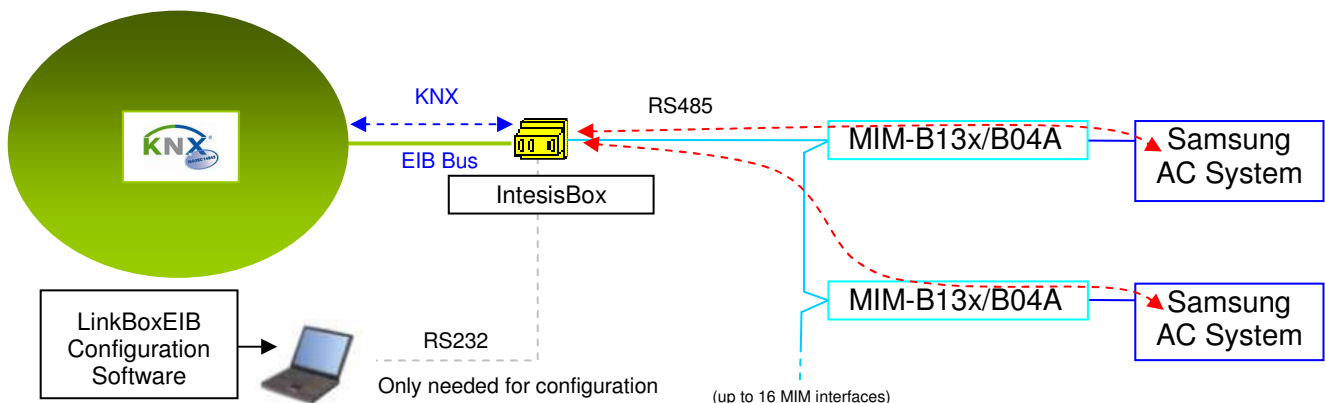 KNX
RS485
MIM-B13x/B04A
Samsung
AC System
KNX
EIB Bus
IntesisBox
LinkBoxEIB
Configuration
Software
RS232
Only needed for configuration
MIM-B13x/B04A
Samsung
AC System
(up to 16 MIM interfaces)